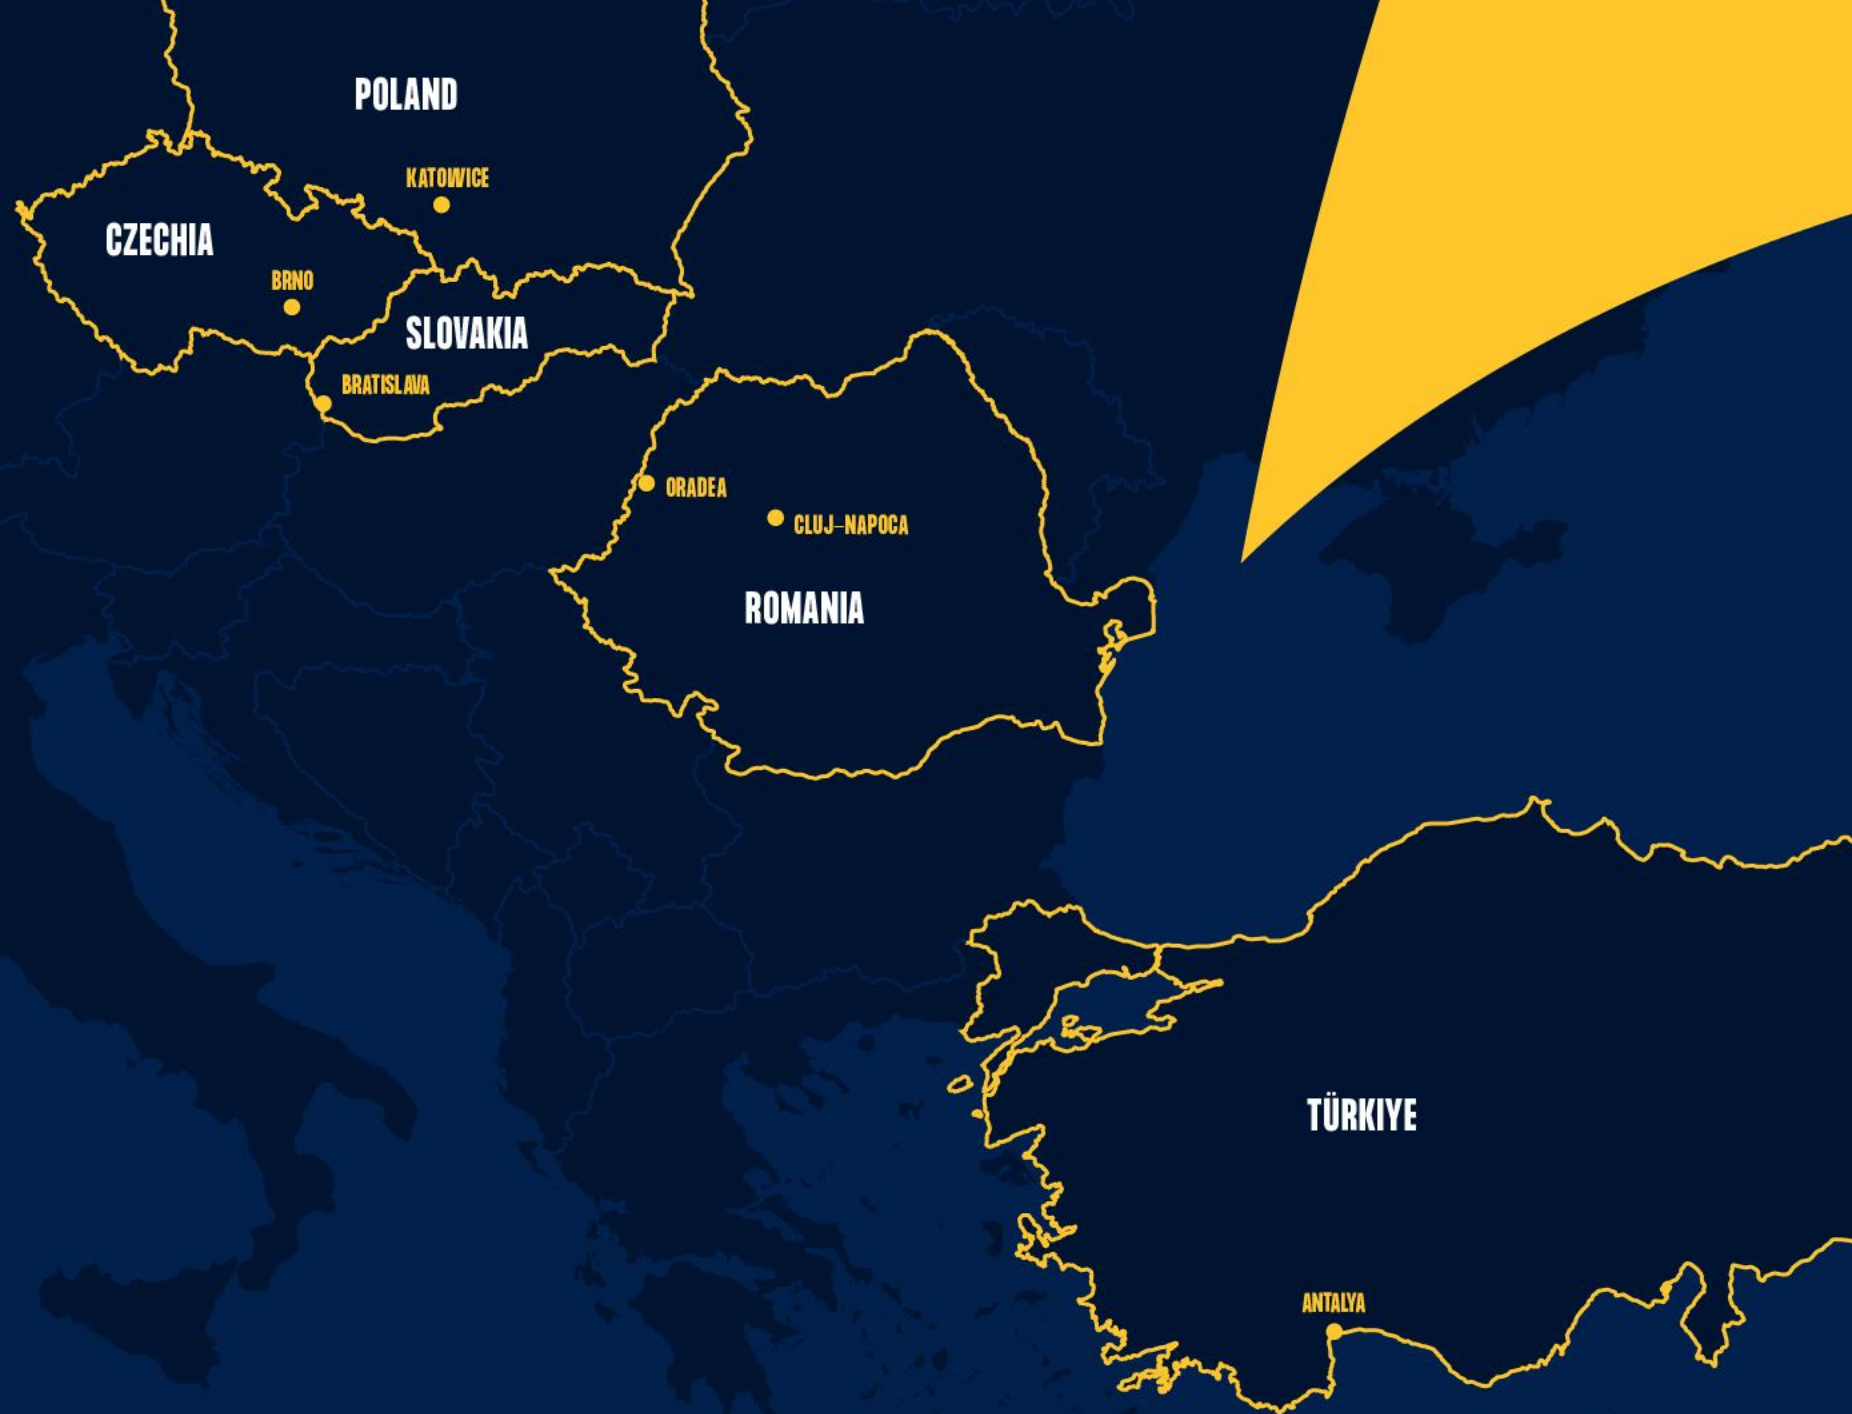 POLAND
KATOWICE
CZECHIA
BRNO
SLOVAKIA
BRATISLAVA
ORADEA
CLUJ-NAPOCA
ROMANIA
TÜRKIYE
ANTALYA